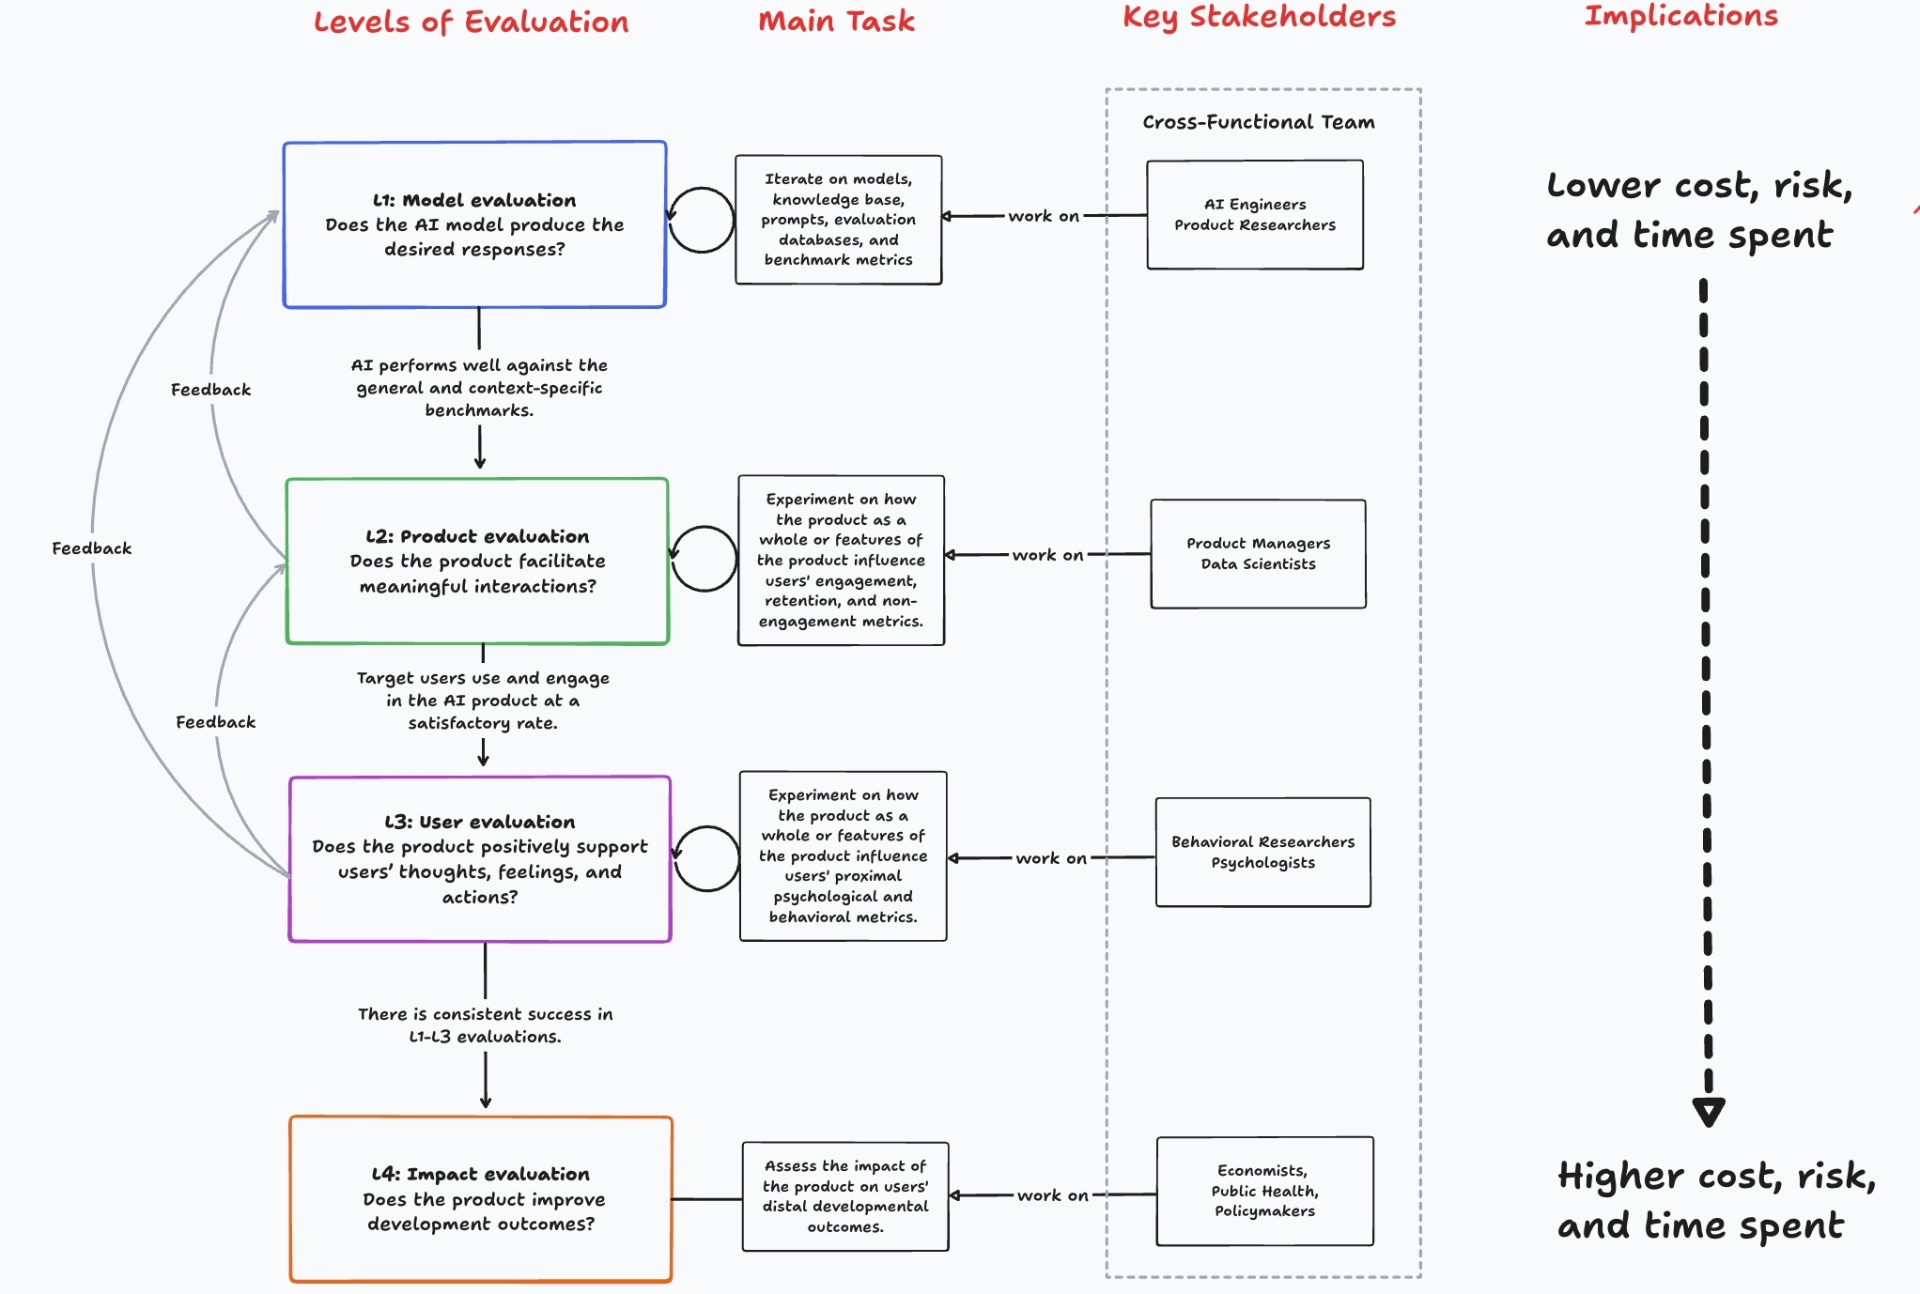 Levels of Evaluation
Main Task
Key Stakeholders
Implications
Cross-Functional Team
L1: Model evaluation
Does the AI model produce the
desired responses?
Iterate on models,
knowledge base,
prompts, evaluation
databases, and
benchmark metrics
work on
AI Engineers
Product Researchers
Lower cost, risk,
and time spent
AI performs well against the
general and context-specific
benchmarks.
Feedback
L2: Product evaluation
Does the product facilitate
meaningful interactions?
Experiment on how
the product as a
whole or features of
the product influence
users' engagement,
retention, and non-
engagement metrics.
work on
Product Managers
Data Scientists
Feedback
Target users use and engage
in the AI product at a
satisfactory rate.
Feedback
L3: User evaluation
Does the product positively support
users' thoughts, feelings, and
actions?
Experiment on how
the product as a
whole or features of
the product influence
users' proximal
psychological and
behavioral metrics.
work on
Behavioral Researchers
Psychologists
There is consistent success in
L1-L3 evaluations.
L4: Impact evaluation
Does the product improve
development outcomes?
Assess the impact of
the product on users'
distal developmental
outcomes.
work on
Economists,
Public Health,
Policymakers
Higher cost, risk,
and time spent